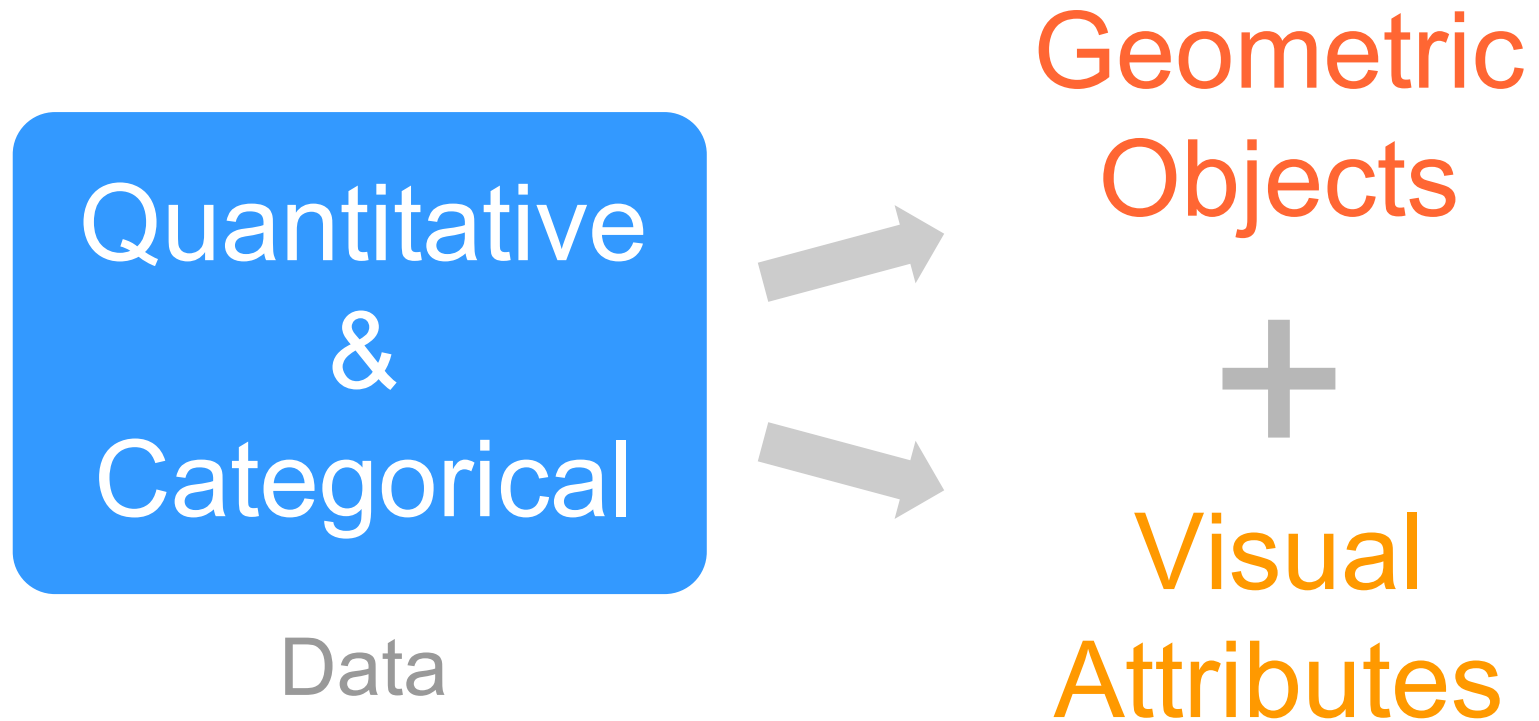 Quantitative
&
Categorical
Data
Geometric
Objects
+
Visual
Attributes